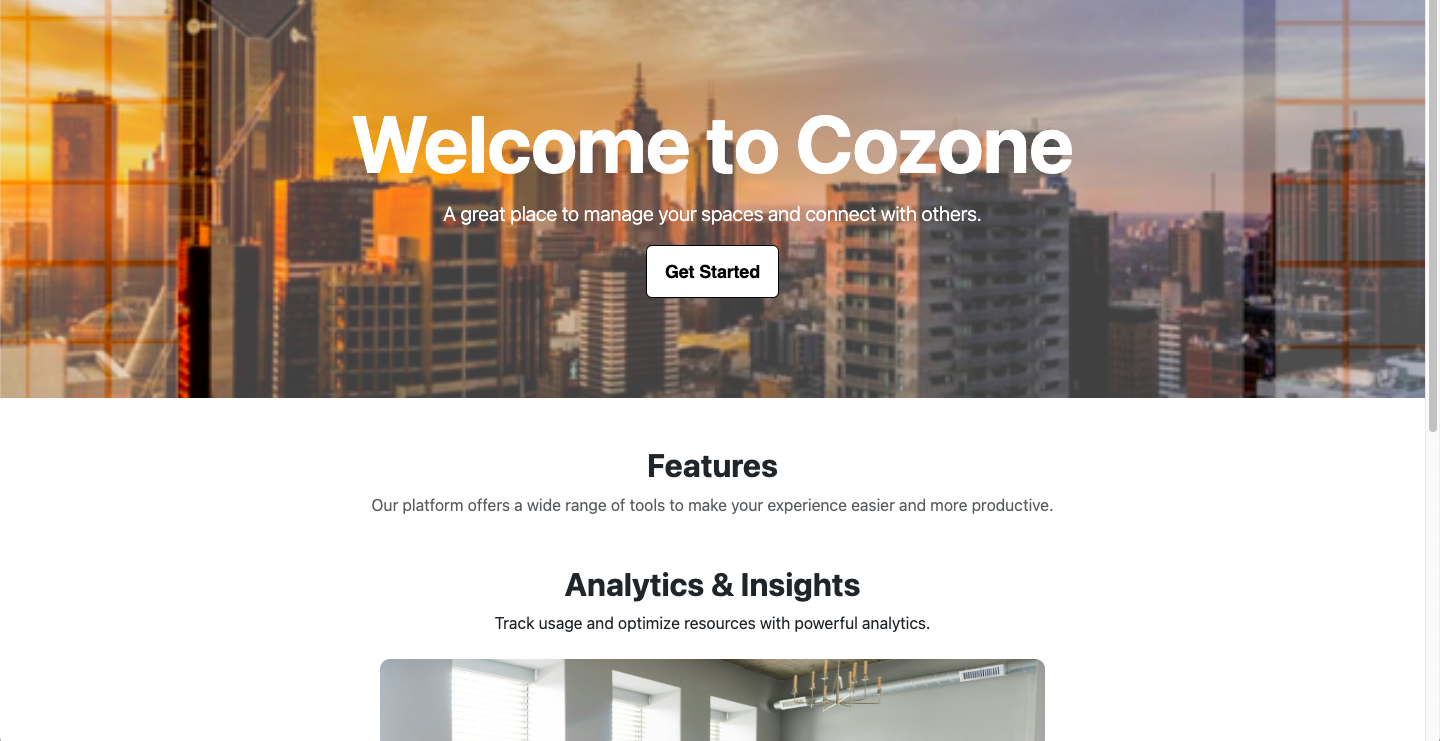 Welcome to Cozone
A great place to manage your spaces and connect with others.
Get Started
Features
Our platform offers a wide range of tools to make your experience easier and more productive.
Analytics & Insights
Track usage and optimize resources with powerful analytics.